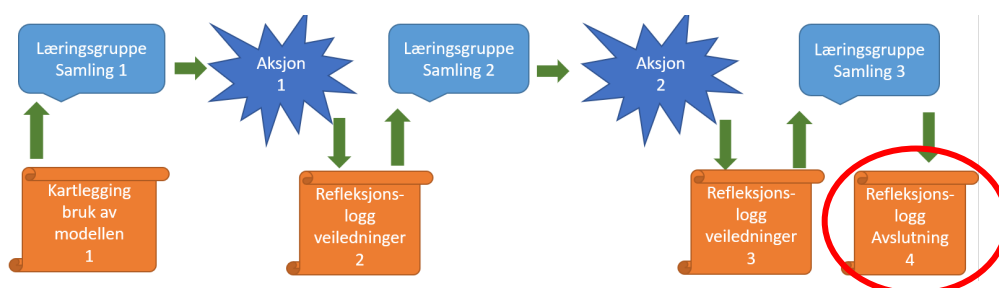 Læringsgruppe
Samling 1
Aksjon
1
Læringsgruppe
Samling 2
Aksjon
2
Læringsgruppe
Samling 3
Kartlegging
bruk av
modellen
1
Refleksjons-
logg
veiledninger
2
Refleksjons-
logg
veiledninger
3
Refleksjons-
logg
Avslutning
4